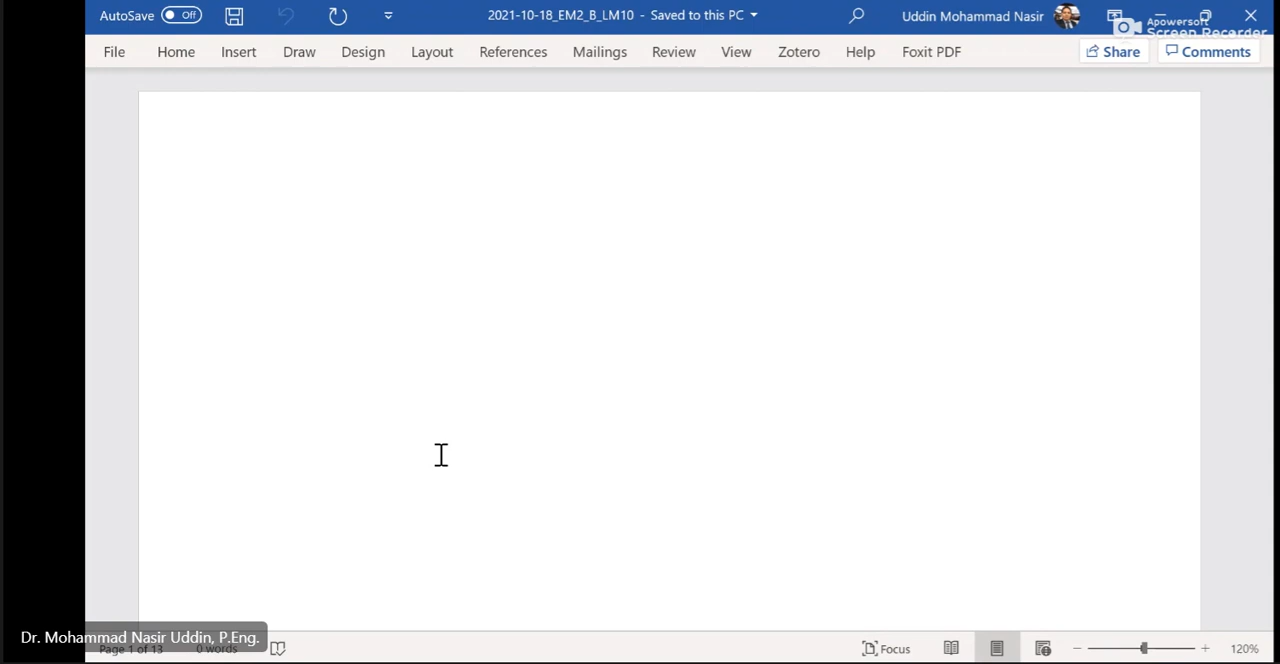 AutoSave Off 2021-10-18_EM2_B_LM10 - Saved to this PC Uddin Mohammad Nasir
Apowersoft
Screen Recorder
File Home Insert Draw Design Layout References Mailings Review View Zotero Help Foxit PDF Share Comments
Dr. Mohammad Nasir Uddin, P.Eng.
Page 1 of 13 0 words Focus 120%